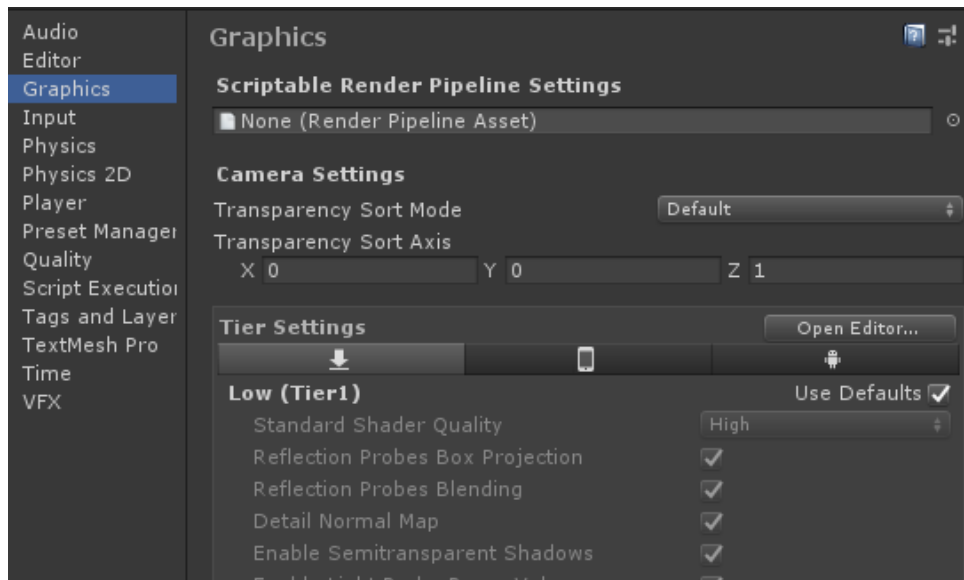 Audio
Editor
Graphics
Input
Physics
Physics 2D
Player
Preset Manager
Quality
Script Execution
Tags and Layer
TextMesh Pro
Time
VFX
Graphics
Scriptable Render Pipeline Settings
None (Render Pipeline Asset)
Camera Settings
Transparency Sort Mode Default
Transparency Sort Axis
X 0 Y 0 Z 1
Tier Settings Open Editor...
Low (Tier1) Use Defaults
Standard Shader Quality High
Reflection Probes Box Projection
Reflection Probes Blending
Detail Normal Map
Enable Semitransparent Shadows